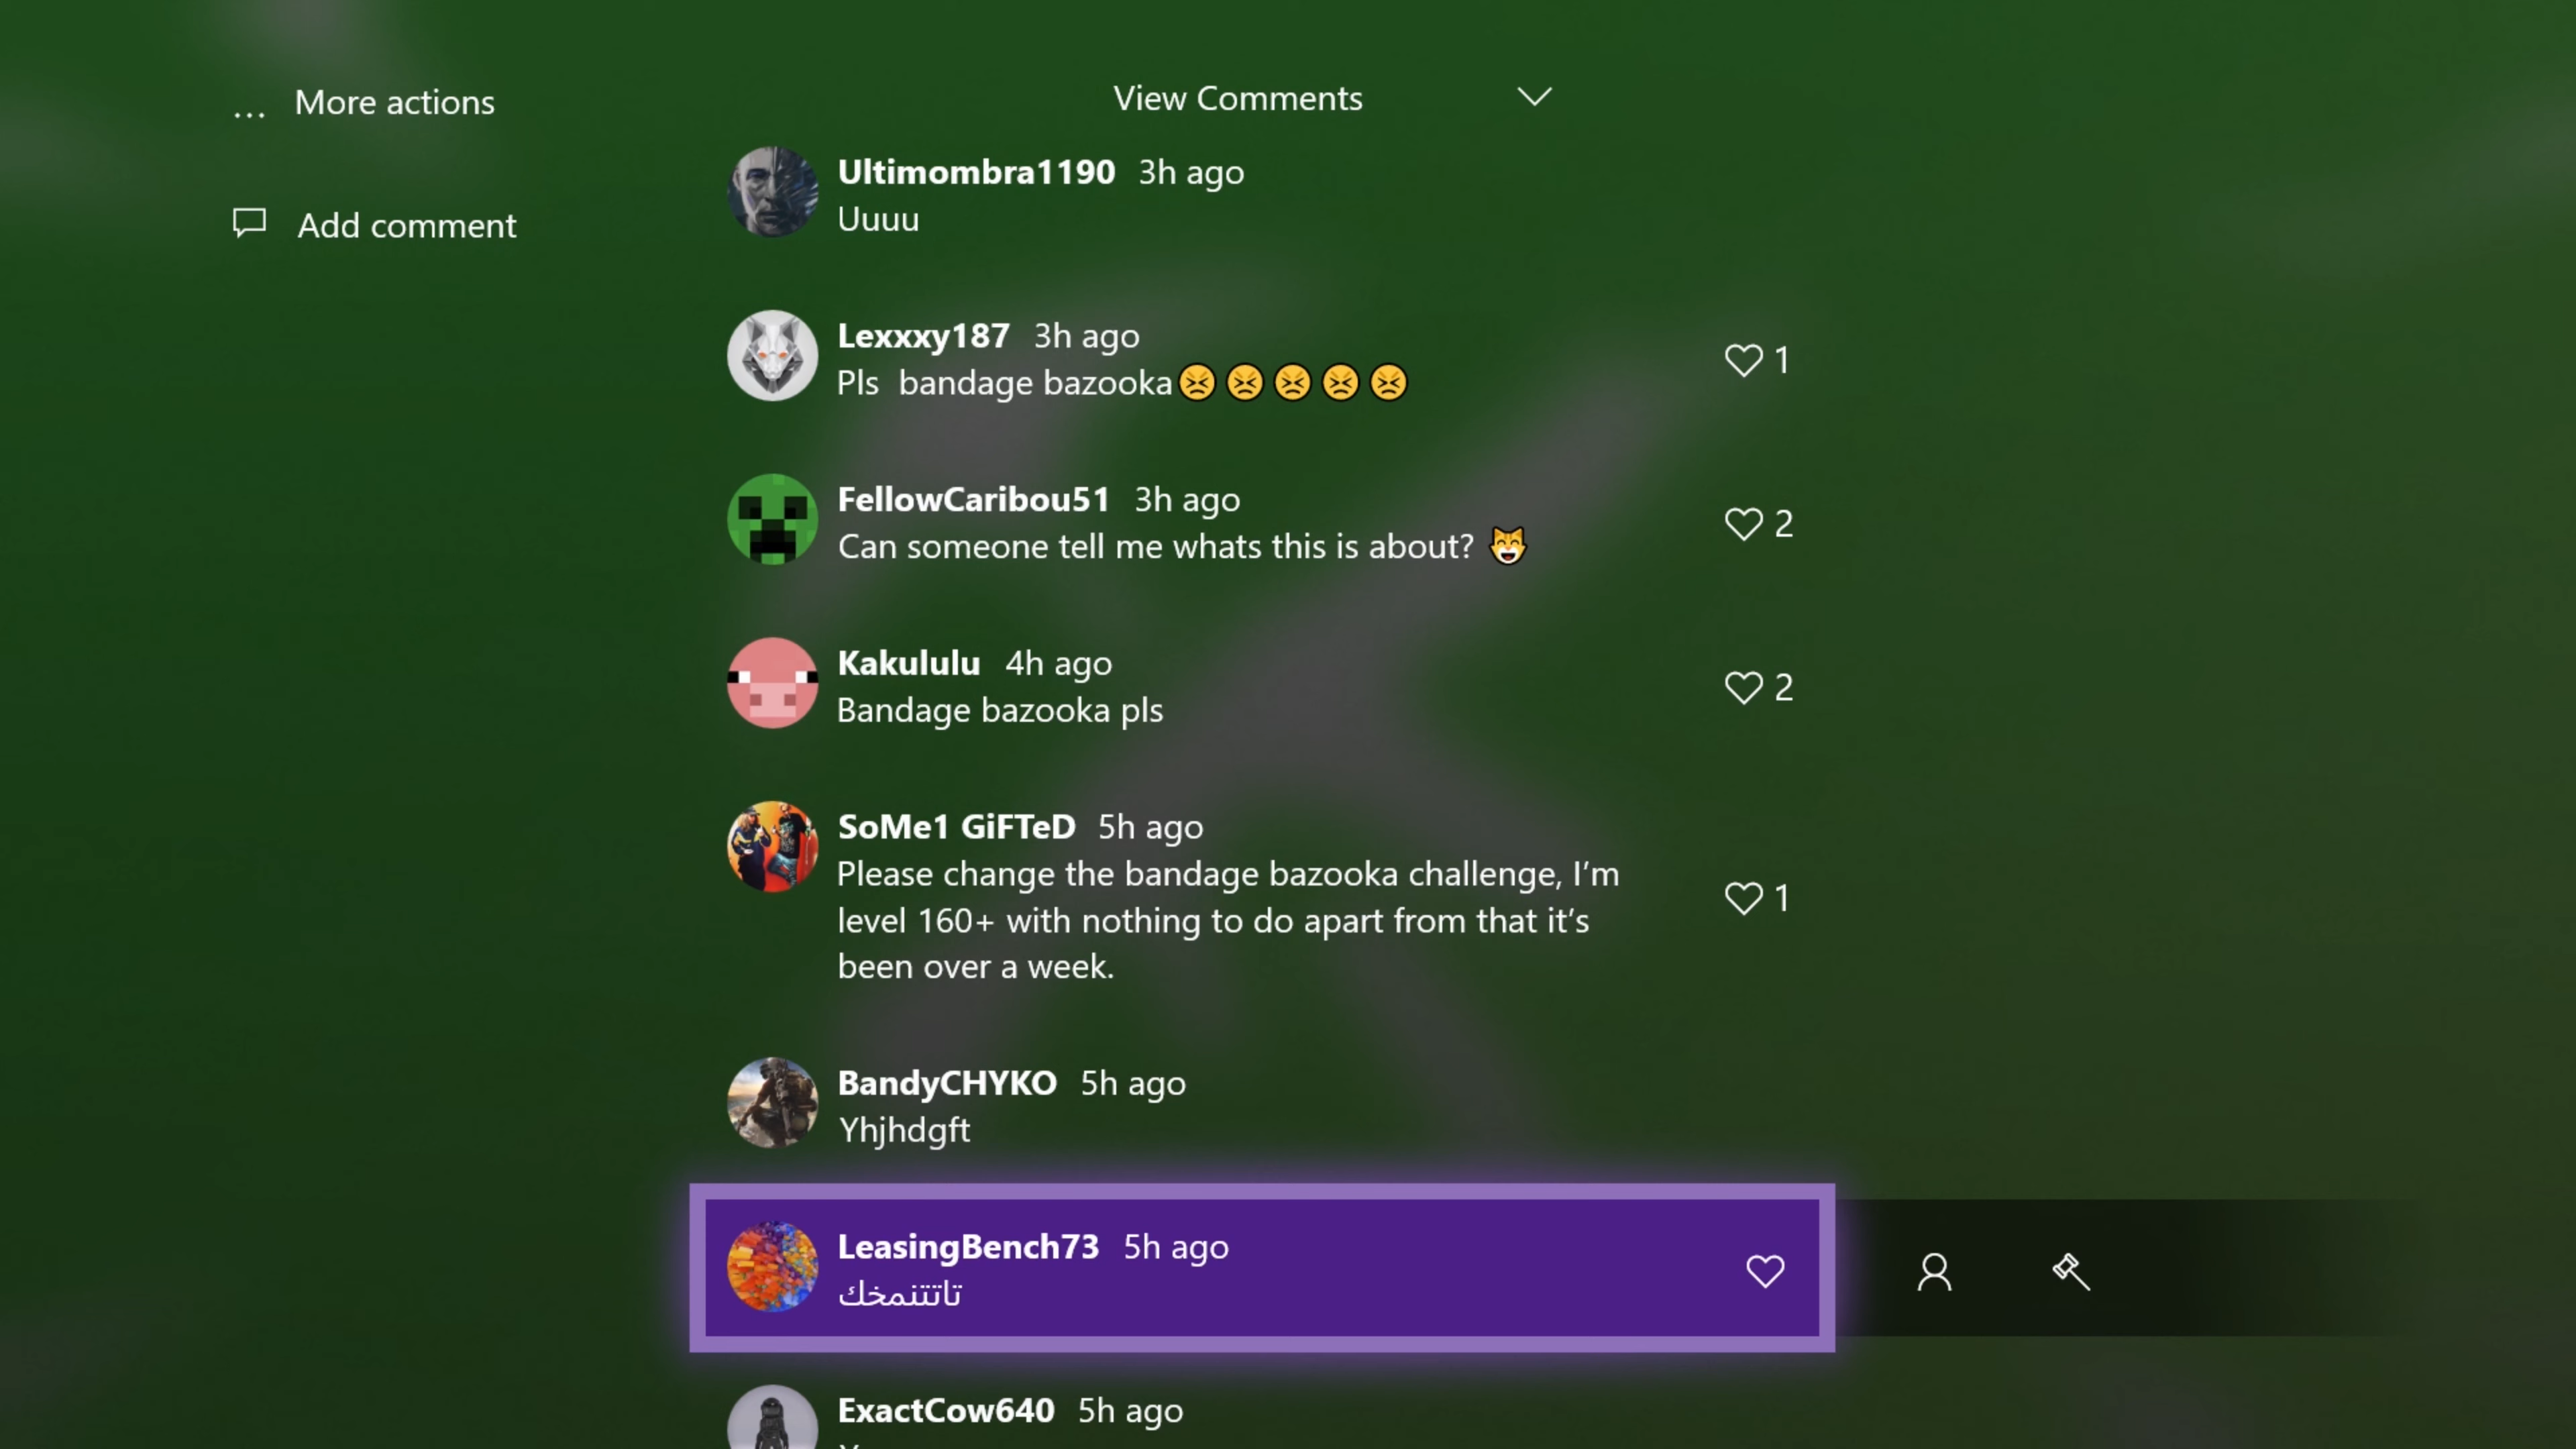 ... More actions
View Comments
Add comment
Ultimombra1190 3h ago
Uuuu
Lexxxy187 3h ago
Pls  bandage bazooka😣😣😣😣😣
1
FellowCaribou51 3h ago
Can someone tell me whats this is about? 😸
2
Kakululu 4h ago
Bandage bazooka pls
2
SoMe1 GiFTeD 5h ago
Please change the bandage bazooka challenge, I’m
level 160+ with nothing to do apart from that it’s
been over a week.
1
BandyCHYKO 5h ago
Yhjhdgft
LeasingBench73 5h ago
تاتتنمخك
ExactCow640 5h ago